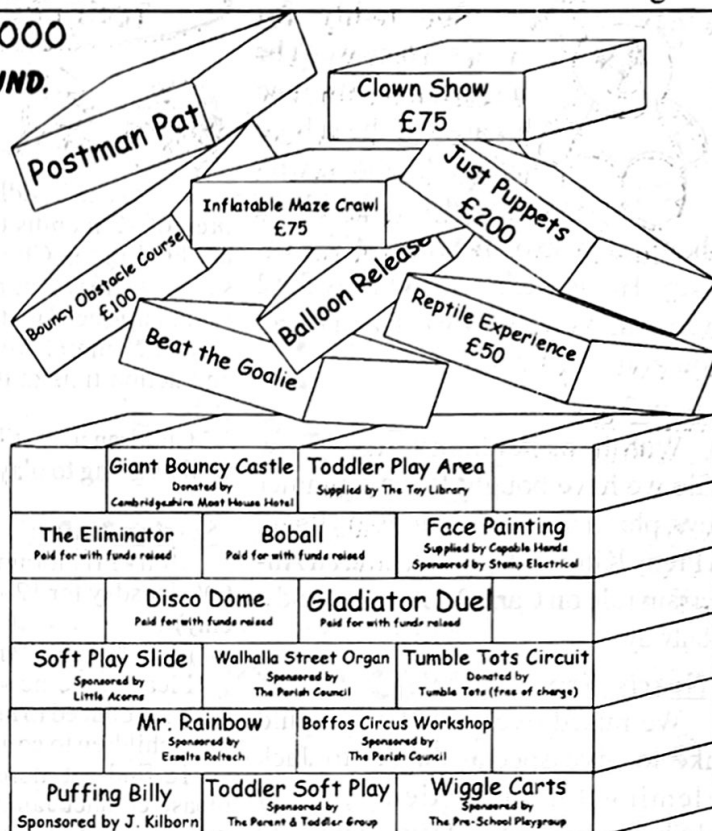 000
UND.
Postman Pat
Clown Show
£75
Inflatable Maze Crawl
£75
Just Puppets
£200
Bouncy Obstacle Course
£100
Balloon Release
Reptile Experience
£50
Beat the Goalie
Giant Bouncy Castle
Donated by
Cambridgeshire Moat House Hotel
Toddler Play Area
Supplied by The Toy Library
The Eliminator
Paid for with funds raised
Boball
Paid for with funds raised
Face Painting
Supplied by Capable Hands
Sponsored by Stamp Electrical
Disco Dome
Paid for with funds raised
Gladiator Duel
Paid for with funds raised
Soft Play Slide
Sponsored by
Little Acorns
Walhalla Street Organ
Sponsored by
The Parish Council
Tumble Tots Circuit
Donated by
Tumble Tots (free of charge)
Mr. Rainbow
Sponsored by
Esselte Roltech
Boffos Circus Workshop
Sponsored by
The Parish Council
Puffing Billy
Sponsored by J. Kilborn
Toddler Soft Play
Sponsored by
The Parent & Toddler Group
Wiggle Carts
Sponsored by
The Pre-School Playgroup